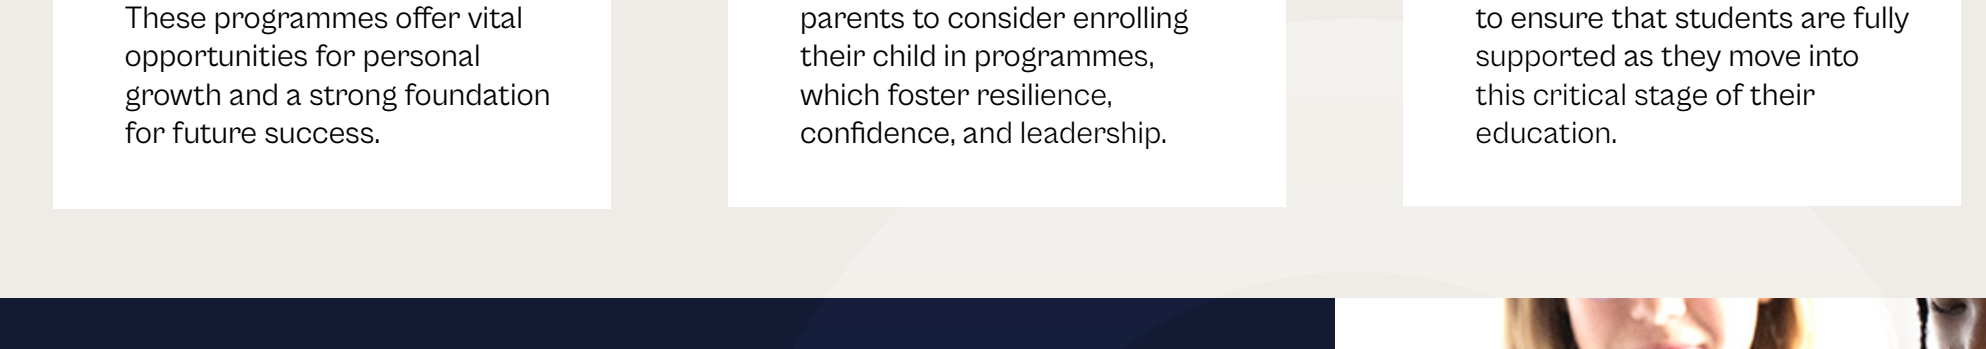 These programmes offer vital
opportunities for personal
growth and a strong foundation
for future success.
parents to consider enrolling
their child in programmes,
which foster resilience,
confidence, and leadership.
to ensure that students are fully
supported as they move into
this critical stage of their
education.